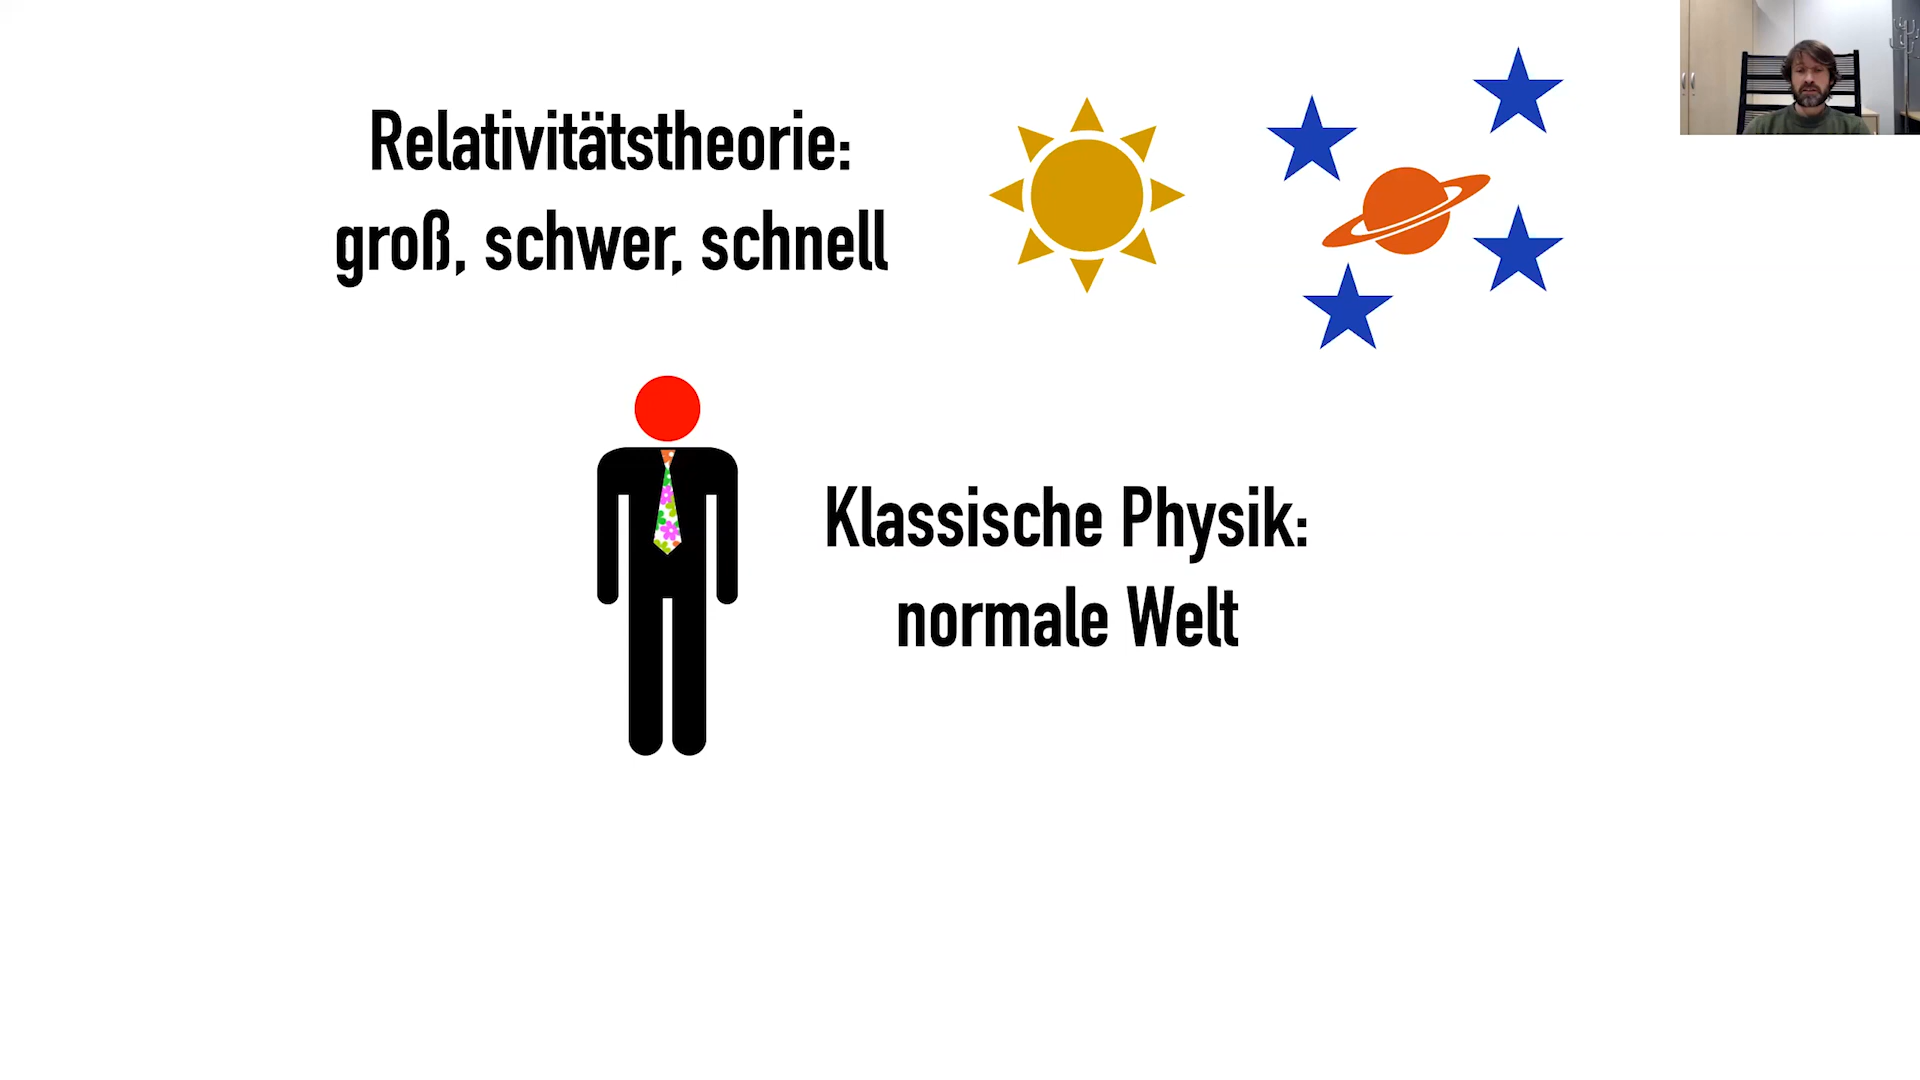 Relativitätstheorie:
groß, schwer, schnell
Klassische Physik:
normale Welt